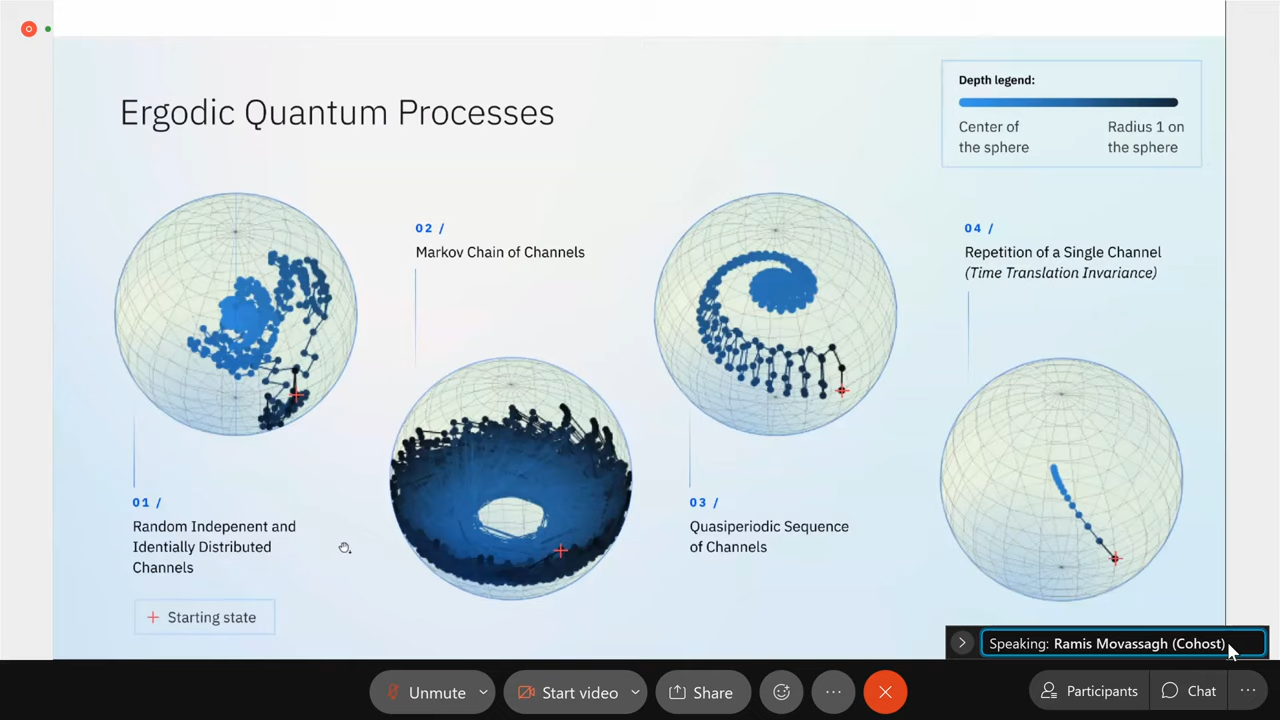 Ergodic Quantum Processes
Depth legend:
Center of
the sphere
Radius 1 on
the sphere
02 /
Markov Chain of Channels
04 /
Repetition of a Single Channel
(Time Translation Invariance)
01 /
Random Indepenent and
Identially Distributed
Channels
03 /
Quasiperiodic Sequence
of Channels
+ Starting state
Speaking: Ramis Movassagh (Cohost)
Unmute
Start video
Share
Participants
Chat